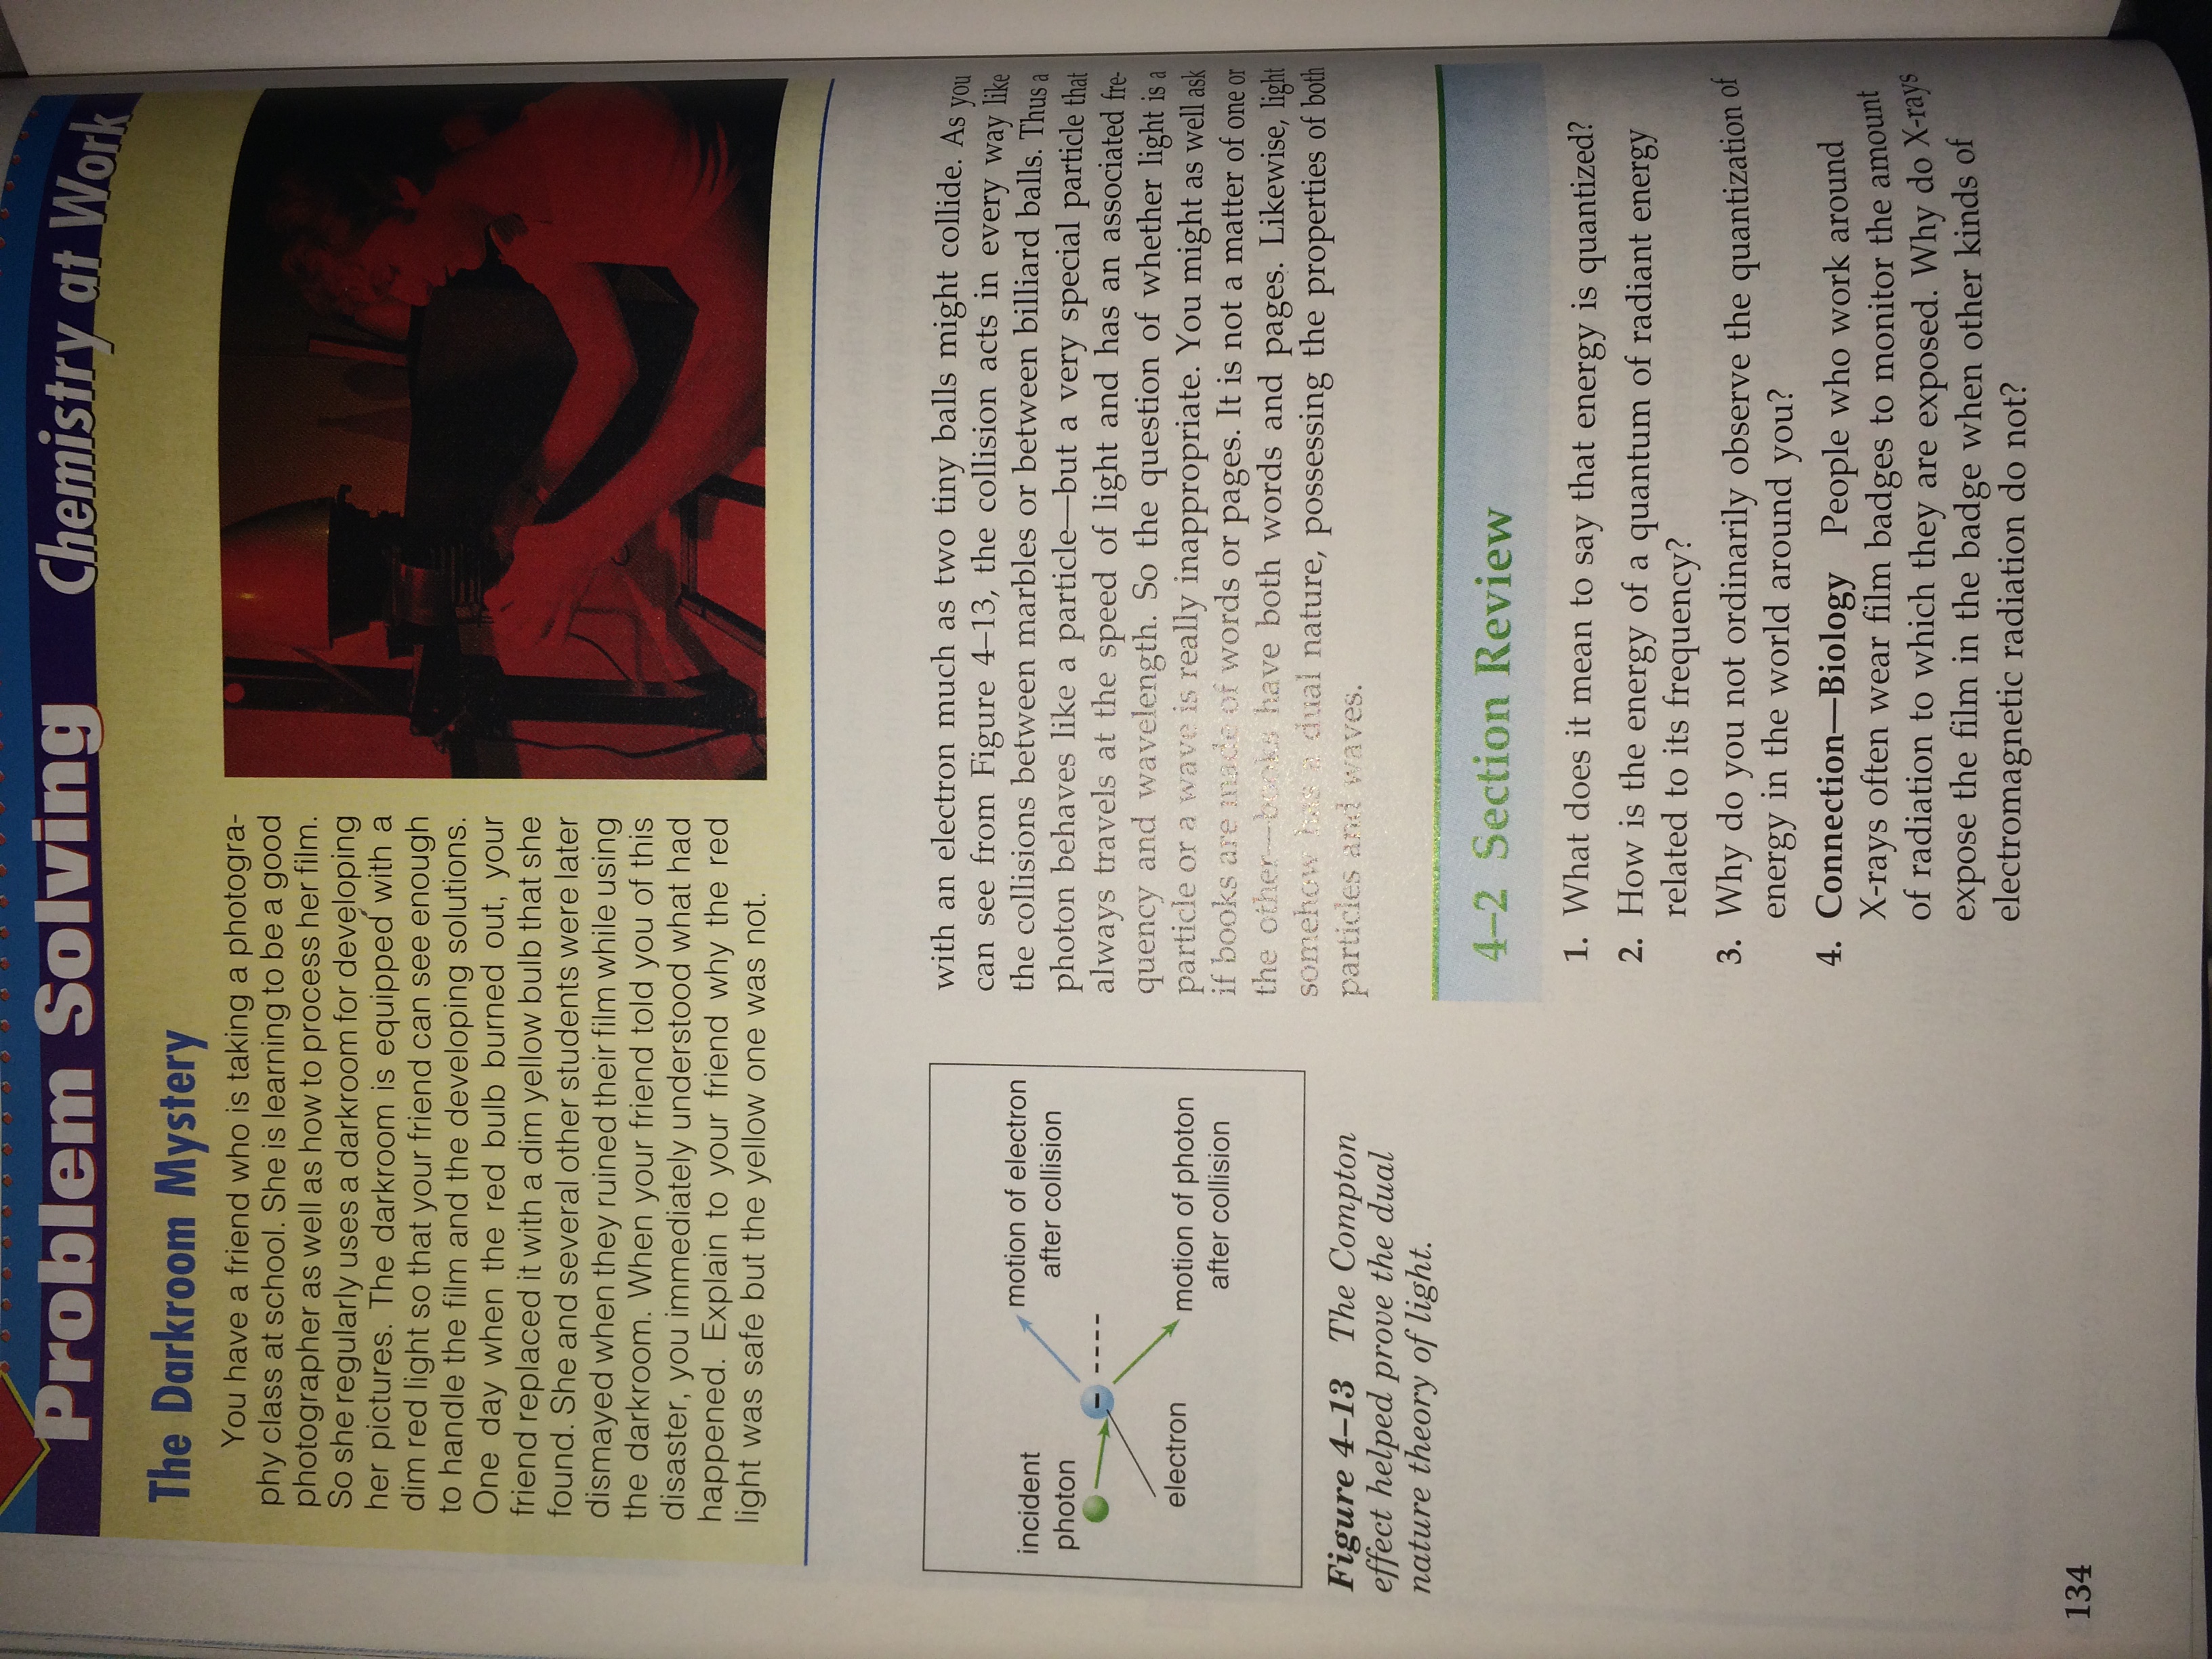 Problem Solving Chemistry at Work
The Darkroom Mystery
You have a friend who is taking a photogra-
phy class at school. She is learning to be a good
photographer as well as how to process her film.
So she regularly uses a darkroom for developing
her pictures. The darkroom is equipped with a
dim red light so that your friend can see enough
to handle the film and the developing solutions.
One day when the red bulb burned out, your
friend replaced it with a dim yellow bulb that she
found. She and several other students were later
dismayed when they ruined their film while using
the darkroom. When your friend told you of this
disaster, you immediately understood what had
happened. Explain to your friend why the red
light was safe but the yellow one was not.
incident
photon
motion of electron
after collision
-
electron
motion of photon
after collision
Figure 4–13 The Compton
effect helped prove the dual
nature theory of light.
with an electron much as two tiny balls might collide. As you
can see from Figure 4–13, the collision acts in every way like
the collisions between marbles or between billiard balls. Thus a
photon behaves like a particle—but a very special particle that
always travels at the speed of light and has an associated fre-
quency and wavelength. So the question of whether light is a
particle or a wave is really inappropriate. You might as well ask
if books are made of words or pages. It is not a matter of one or
the other—books have both words and pages. Likewise, light
somehow has a dual nature, possessing the properties of both
particles and waves.
4–2 Section Review
1. What does it mean to say that energy is quantized?
2. How is the energy of a quantum of radiant energy
related to its frequency?
3. Why do you not ordinarily observe the quantization of
energy in the world around you?
4. Connection—Biology People who work around
X-rays often wear film badges to monitor the amount
of radiation to which they are exposed. Why do X-rays
expose the film in the badge when other kinds of
electromagnetic radiation do not?
134